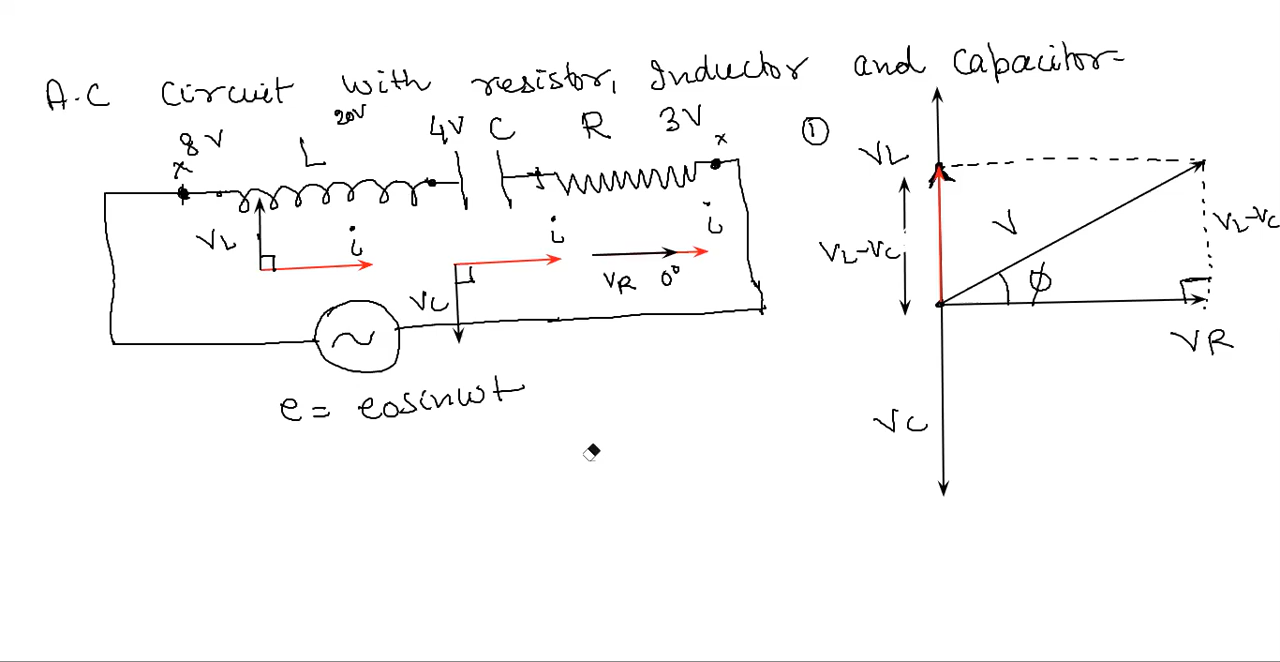 A.C Circuit with resistor, Inductor and Capacitor-
8V L 20V 4V C R 3V
x x
VL i
VC i
VR 0° i
e = eosinωt
①
VL
VL-VC
V
VL-VC
φ
VR
VC